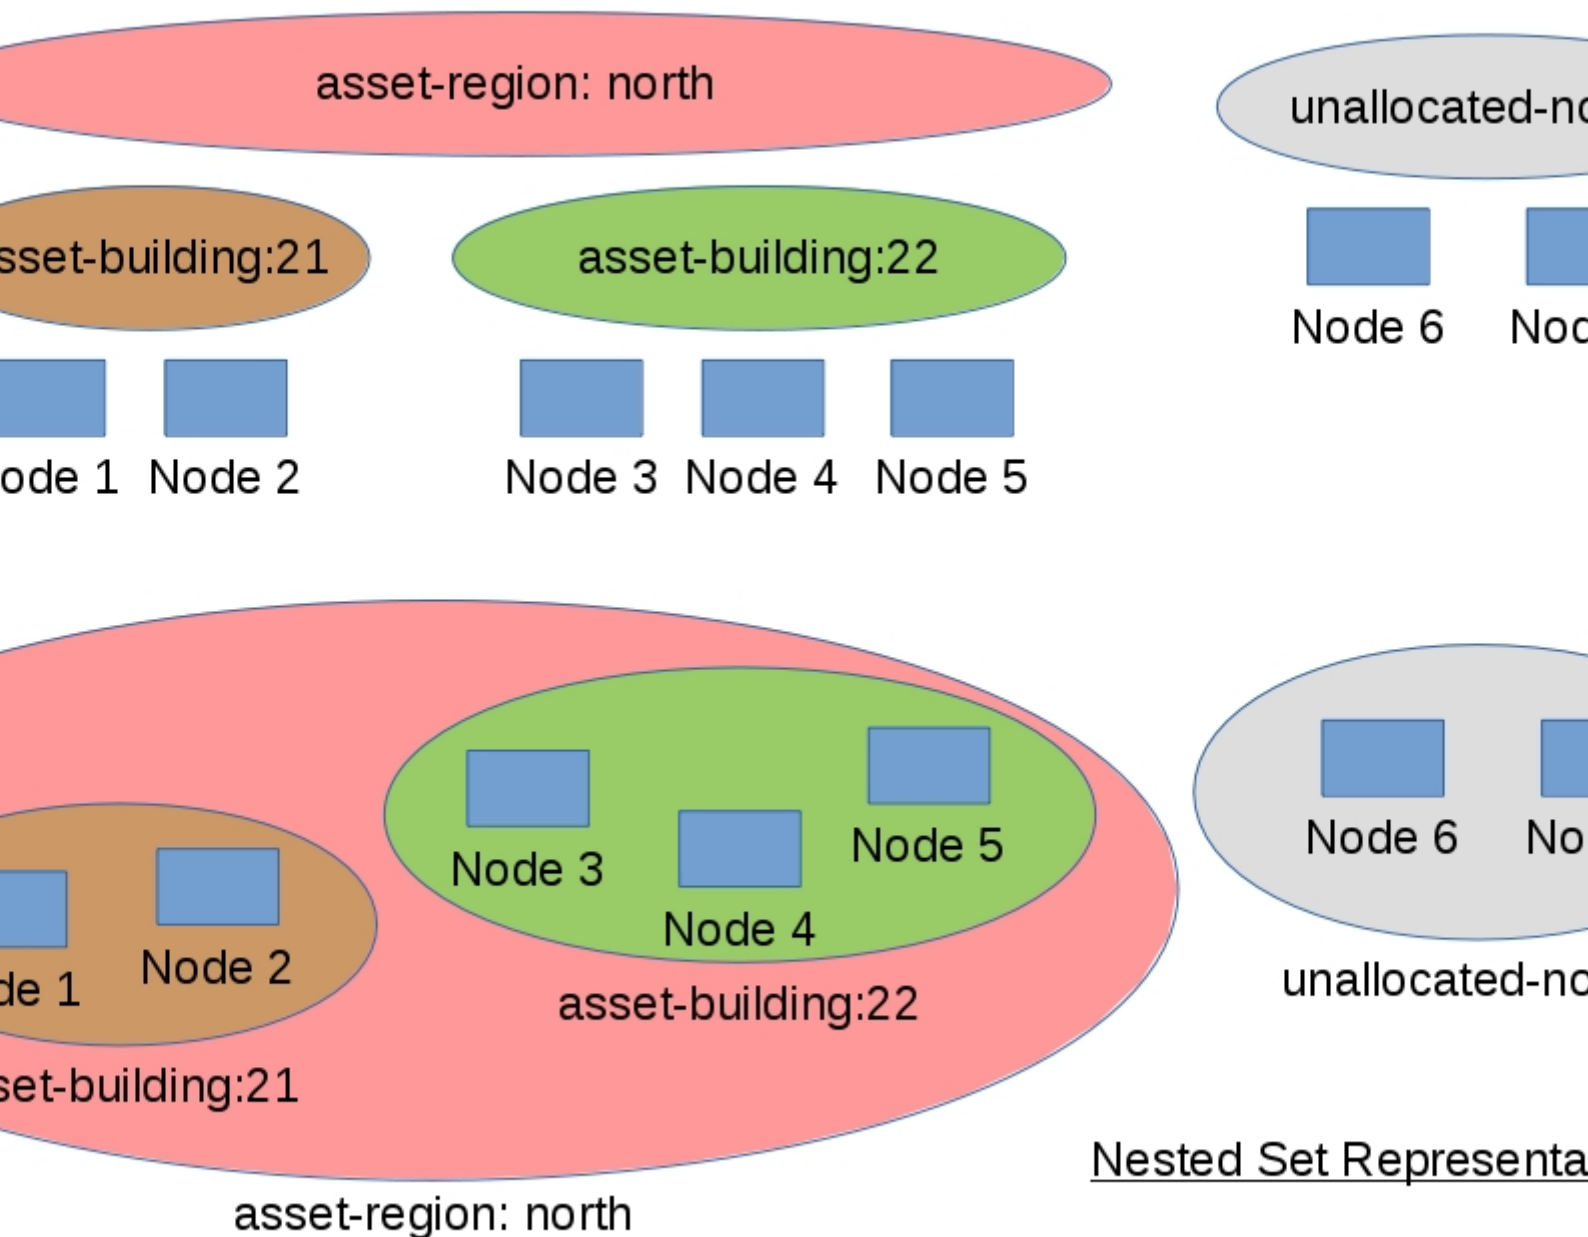 asset-region: north
unallocated-no
sset-building:21
asset-building:22
Node 6
Nod
ode 1
Node 2
Node 3
Node 4
Node 5
Node 5
Node 6
No
Node 3
Node 4
Node 2
de 1
unallocated-no
asset-building:22
set-building:21
Nested Set Representa
asset-region: north